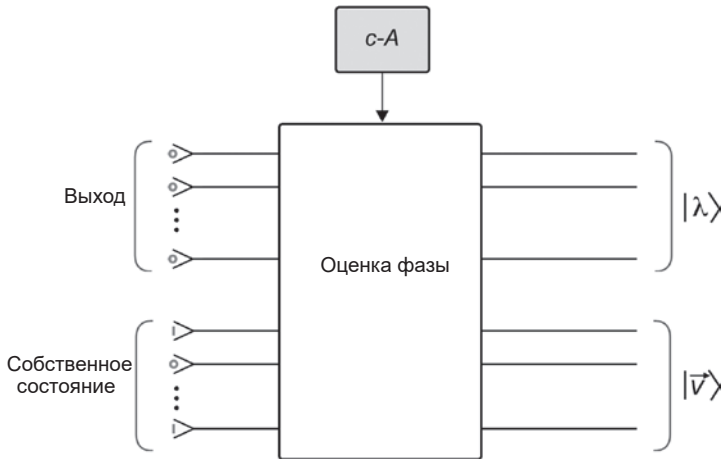 c-A
Выход
Оценка фазы
|λ⟩
Собственное
состояние
|v⃗⟩